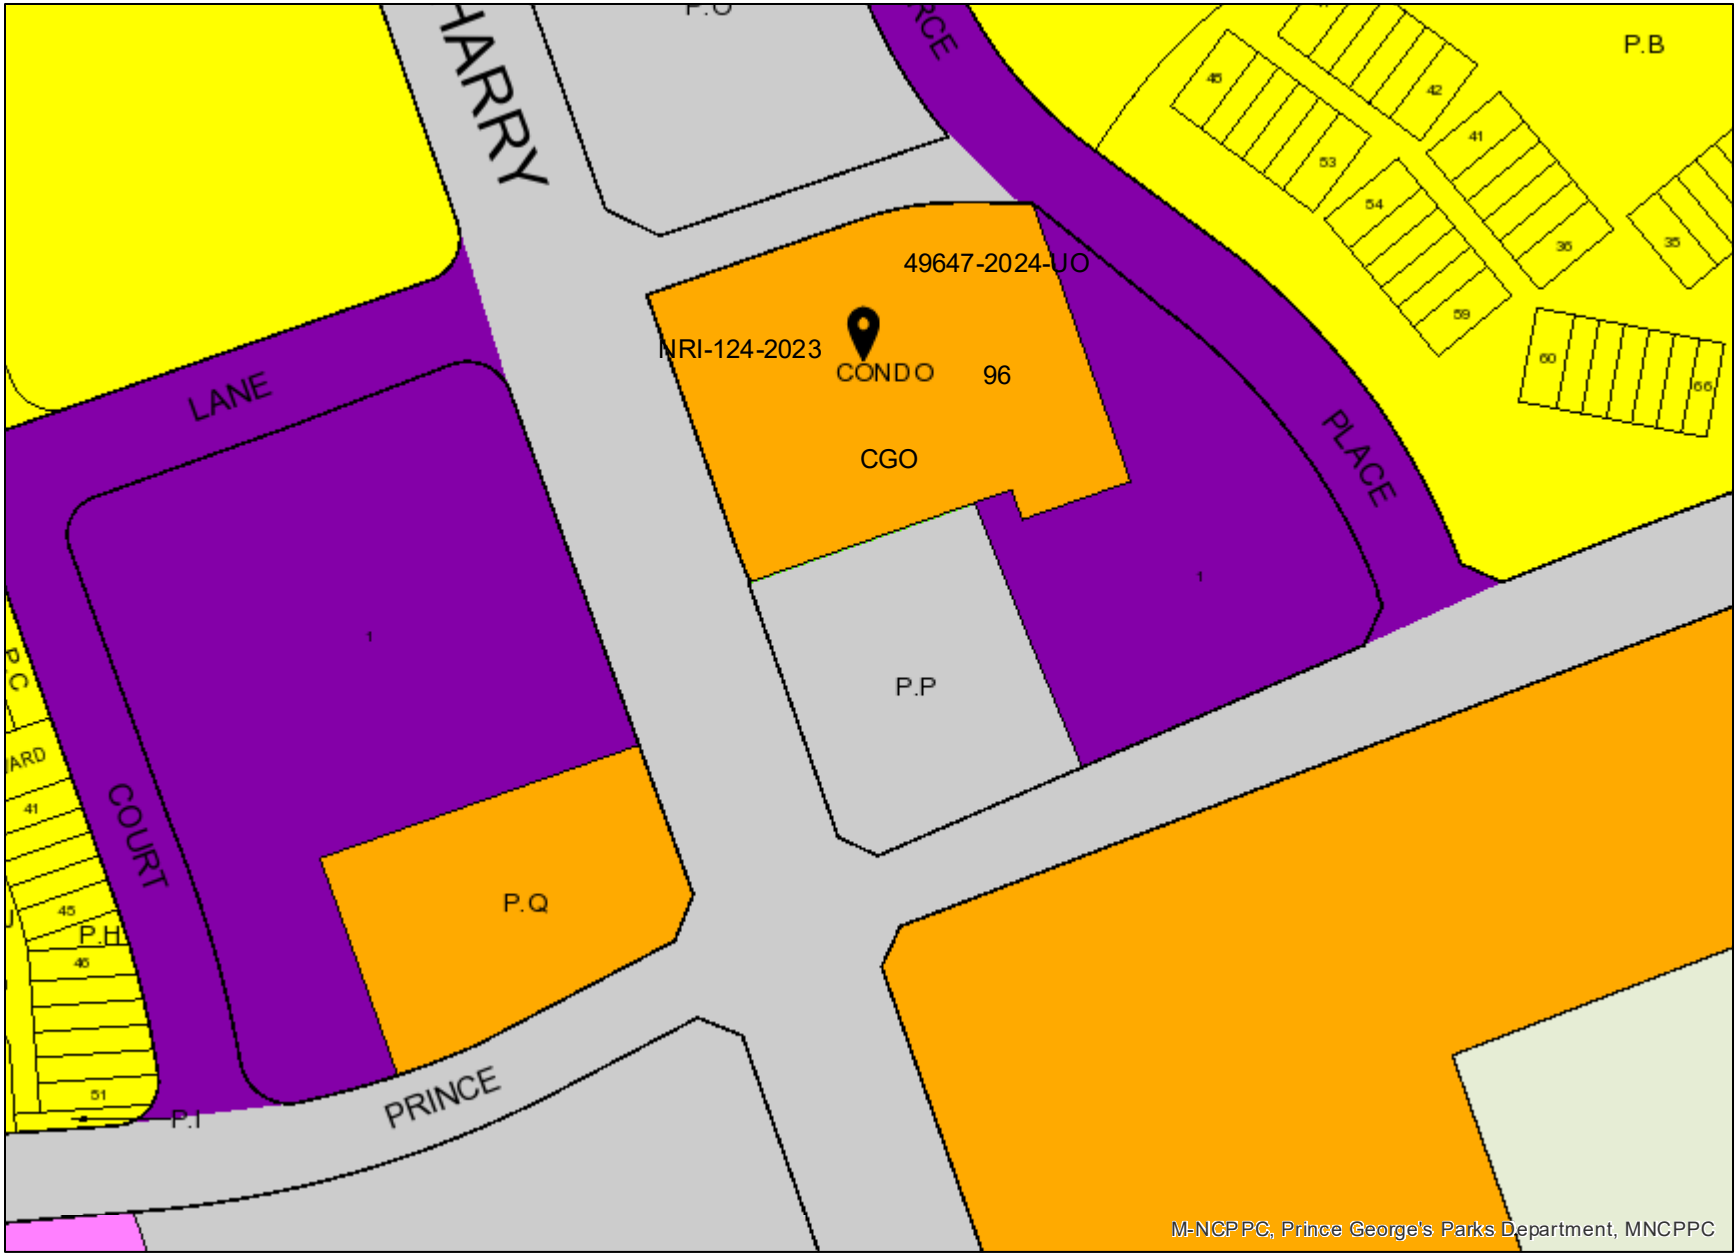 HARRY
P.B
45
42
41
53
54
36
35
59
60
66
49647-2024-UO
NRI-124-2023
CONDO
96
CGO
LANE
PLACE
1
1
P.P
P.C
41
COURT
45
P.Q
P.H
46
51
P.I
PRINCE
M-NCPPC, Prince George's Parks Department, MNCPPC